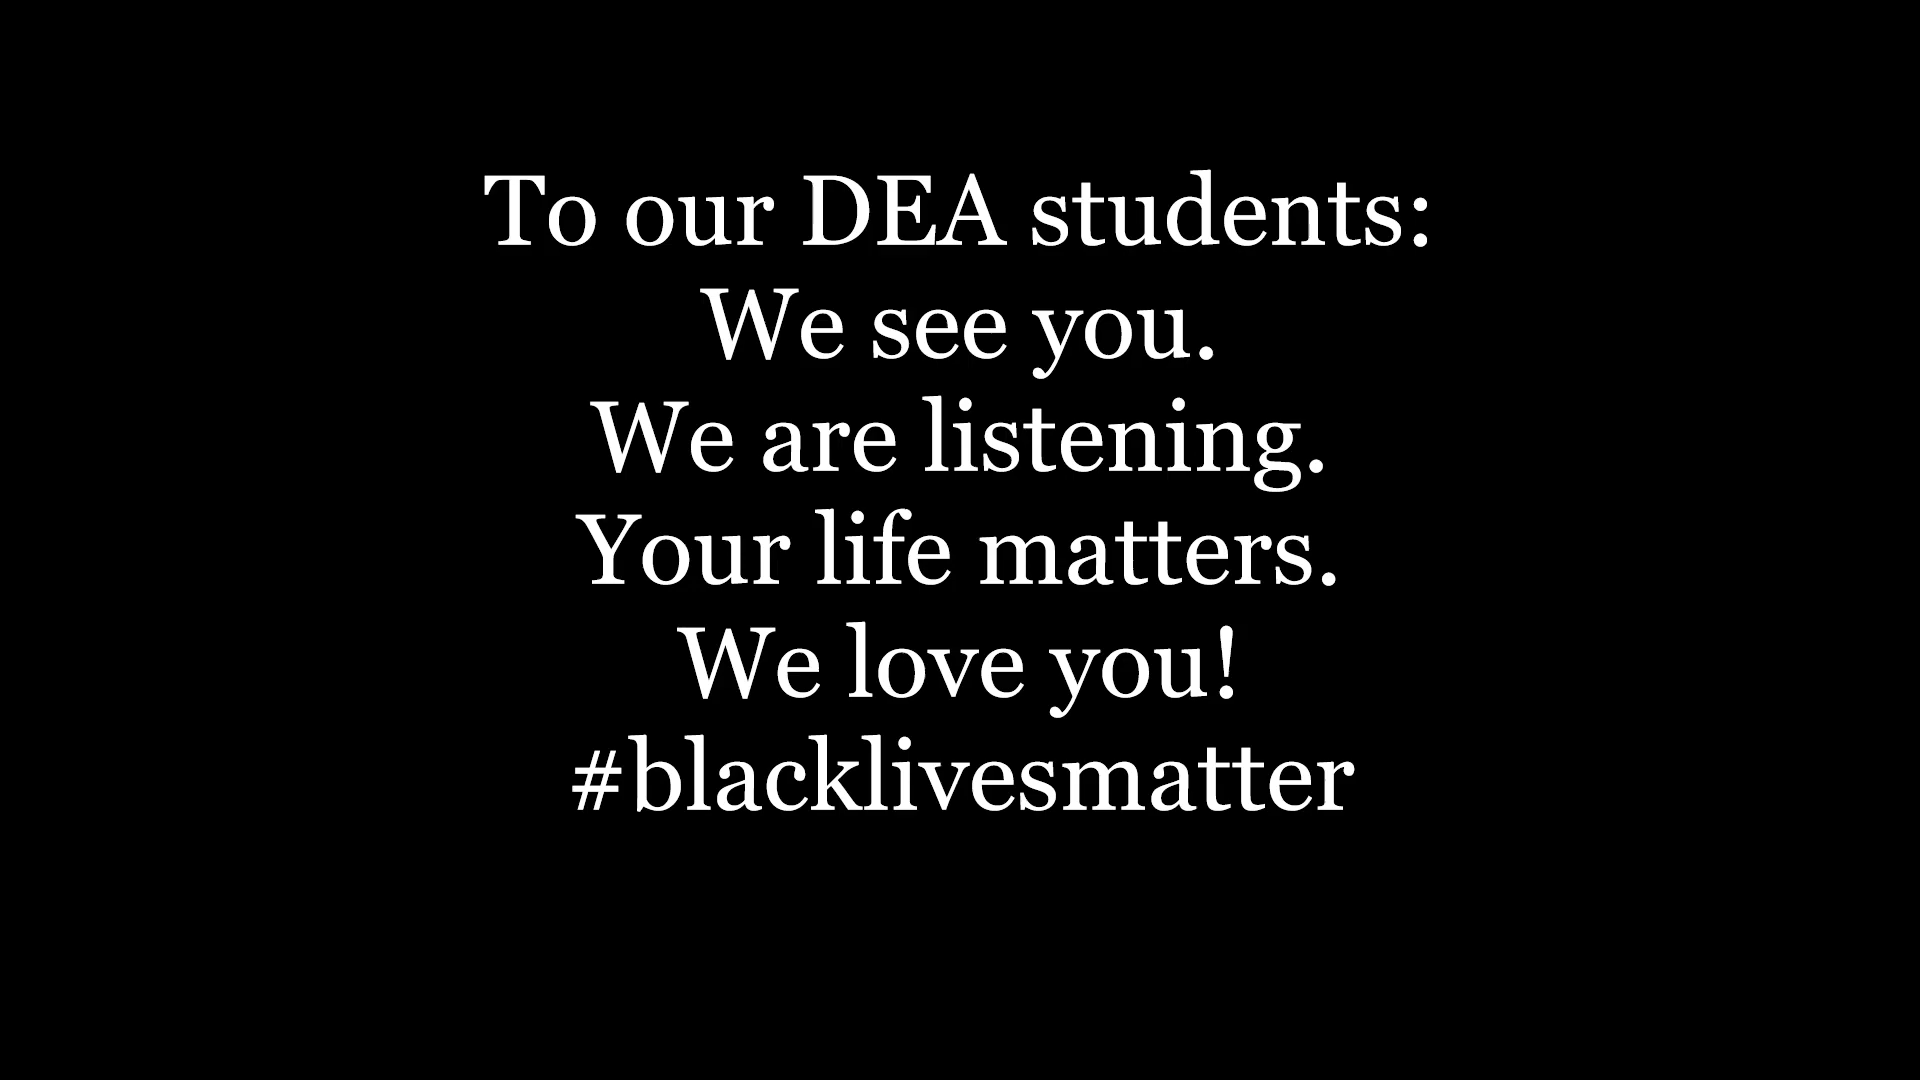 To our DEA students:
We see you.
We are listening.
Your life matters.
We love you!
#blacklivesmatter